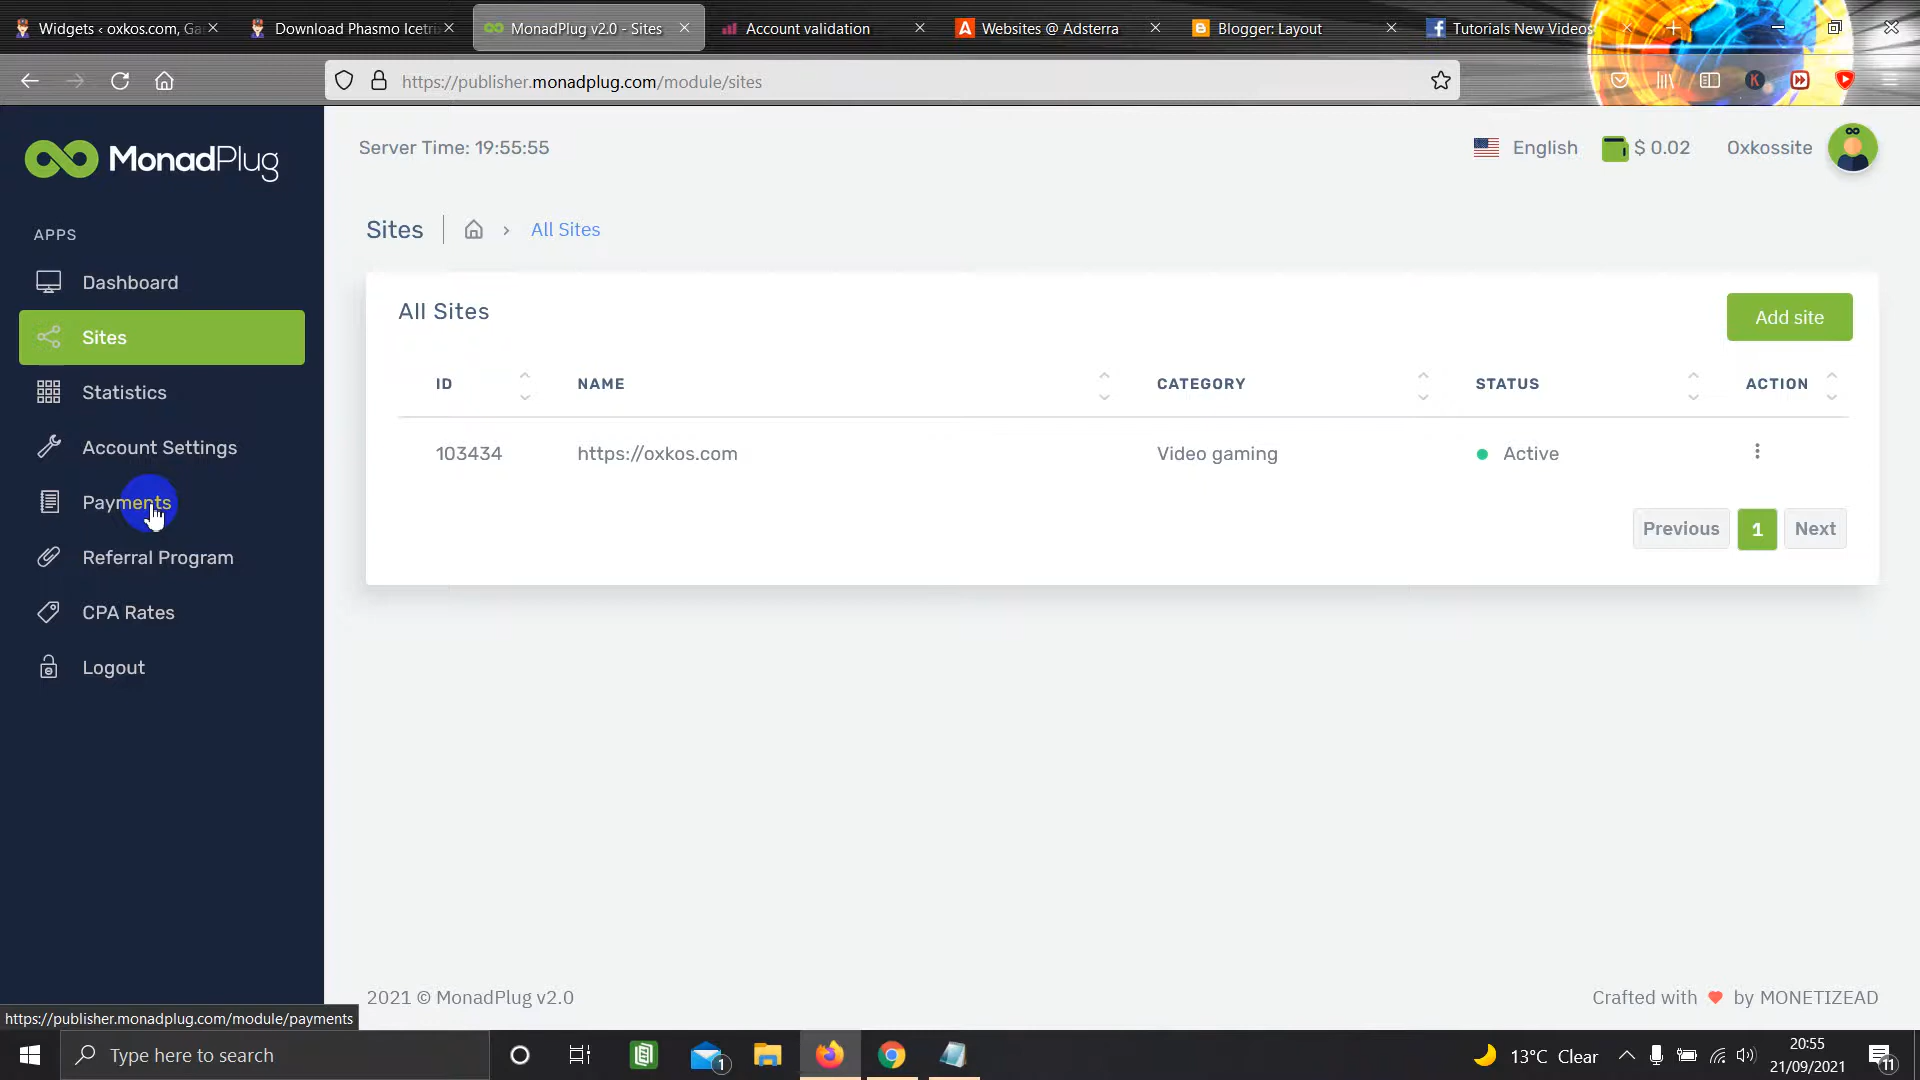 Widgets ‹ oxkos.com, Ga
Download Phasmo Icetrix
MonadPlug v2.0 - Sites
Account validation
Websites @ Adsterra
Blogger: Layout
Tutorials New Videos
https://publisher.monadplug.com/module/sites
MonadPlug
Server Time: 19:55:55
English
$ 0.02
Oxkossite
APPS
Dashboard
Sites
Statistics
Account Settings
Payments
Referral Program
CPA Rates
Logout
Sites
All Sites
All Sites
Add site
ID NAME CATEGORY STATUS ACTION
103434 https://oxkos.com Video gaming Active
Previous 1 Next
2021 © MonadPlug v2.0
Crafted with ♥ by MONETIZEAD
https://publisher.monadplug.com/module/payments
Type here to search
1
13°C Clear
20:55
21/09/2021
11